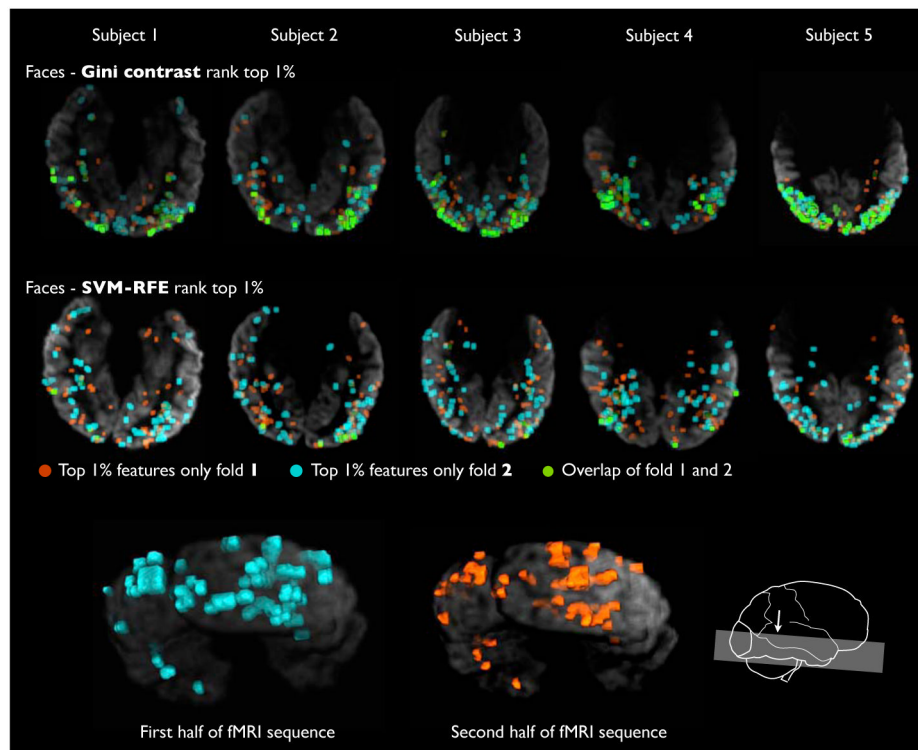 Subject 1 Subject 2 Subject 3 Subject 4 Subject 5
Faces - Gini contrast rank top 1%
Faces - SVM-RFE rank top 1%
Top 1% features only fold 1 Top 1% features only fold 2 Overlap of fold 1 and 2
First half of fMRI sequence Second half of fMRI sequence